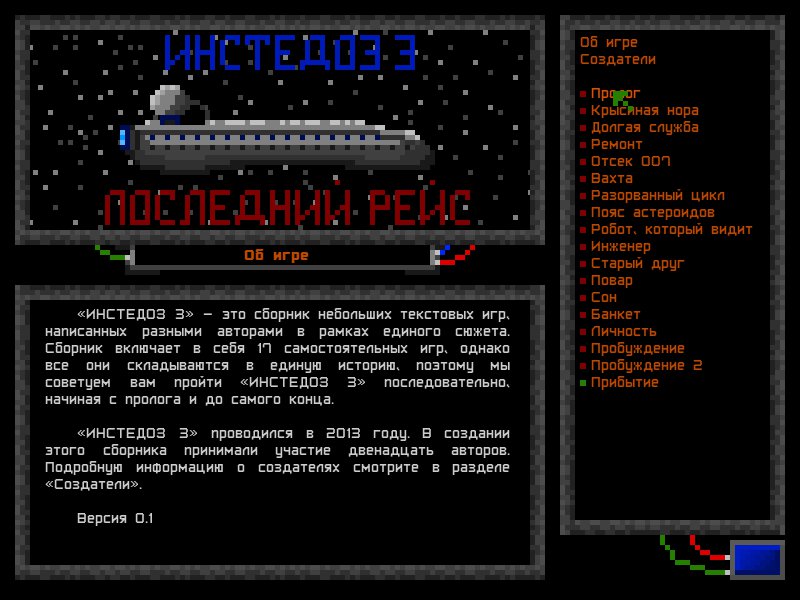 ИНСТЕДОЗ 3
ПОСЛЕДНИЙ РЕЙС
Об игре
«ИНСТЕДОЗ 3» — это сборник небольших текстовых игр,
написанных разными авторами в рамках единого сюжета.
Сборник включает в себя 17 самостоятельных игр, однако
все они складываются в единую историю, поэтому мы
советуем вам пройти «ИНСТЕДОЗ 3» последовательно,
начиная с пролога и до самого конца.
«ИНСТЕДОЗ 3» проводился в 2013 году. В создании
этого сборника принимали участие двенадцать авторов.
Подробную информацию о создателях смотрите в разделе
«Создатели».
Версия 0.1
Об игре
Создатели
Пролог
Крысиная нора
Долгая служба
Ремонт
Отсек 007
Вахта
Разорванный цикл
Пояс астероидов
Робот, который видит
Инженер
Старый друг
Повар
Сон
Банкет
Личность
Пробуждение
Пробуждение 2
Прибытие